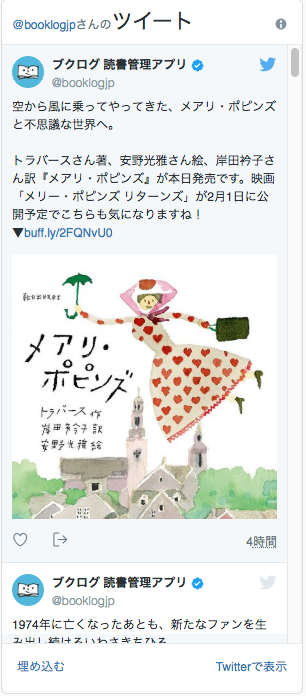 @booklogjpさんのツイート
ブクログ 読書管理アプリ
@booklogjp
空から風に乗ってやってきた、メアリ・ポピンズ
と不思議な世界へ。
トラバースさん著、安野光雅さん絵、岸田衿子さ
ん訳『メアリ・ポピンズ』が本日発売です。映画
「メリー・ポピンズ リターンズ」が2月1日に公
開予定でこちらも気になりますね！
▼buff.ly/2FQNvU0
メアリ・
ポピンズ
トラバース 作
岸田衿子 訳
安野光雅 絵
4時間
ブクログ 読書管理アプリ
@booklogjp
1974年に亡くなったあとも、新たなファンを生
み出し続けるいわさきちひろ
埋め込む
Twitterで表示